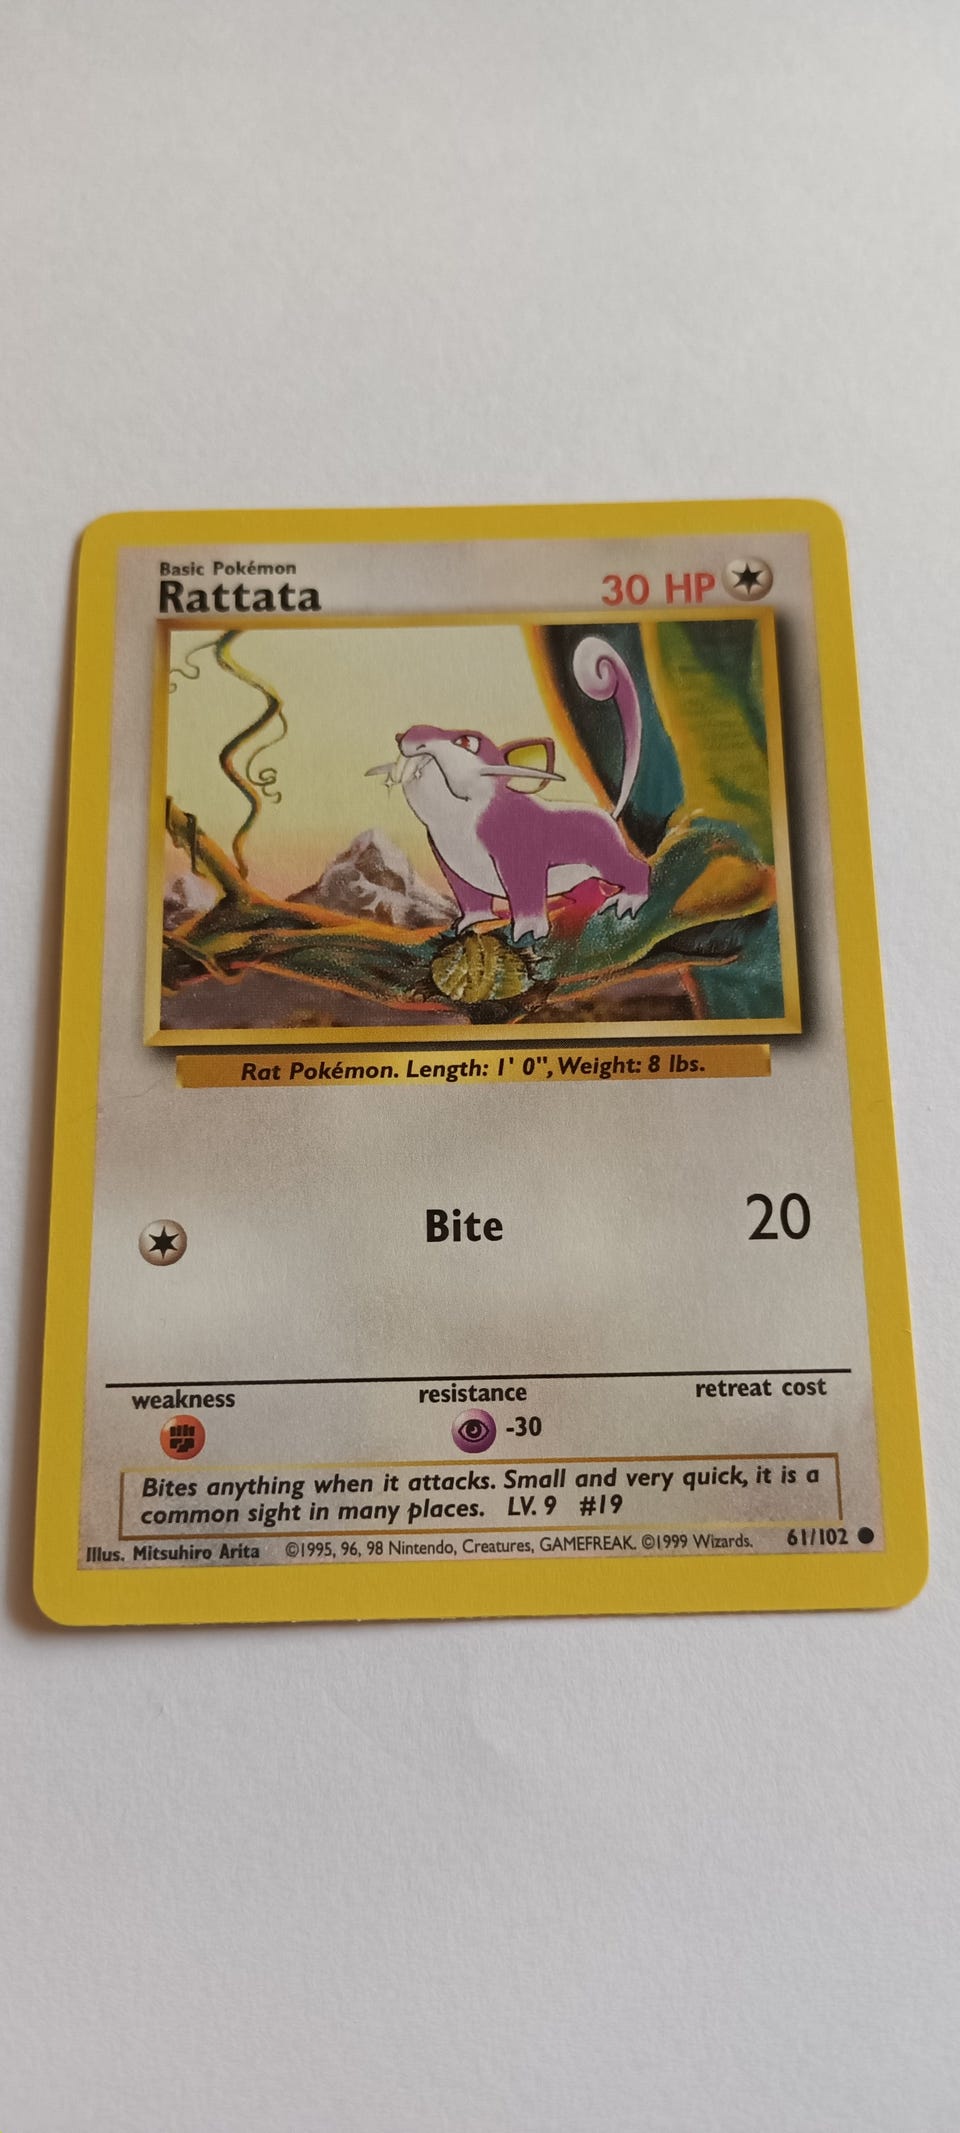 Basic Pokémon
Rattata
30 HP
Rat Pokémon. Length: 1' 0", Weight: 8 lbs.
Bite 20
weakness resistance retreat cost
-30
Bites anything when it attacks. Small and very quick, it is a
common sight in many places. LV. 9 #19
Illus. Mitsuhiro Arita ©1995, 96, 98 Nintendo, Creatures, GAMEFREAK. ©1999 Wizards. 61/102